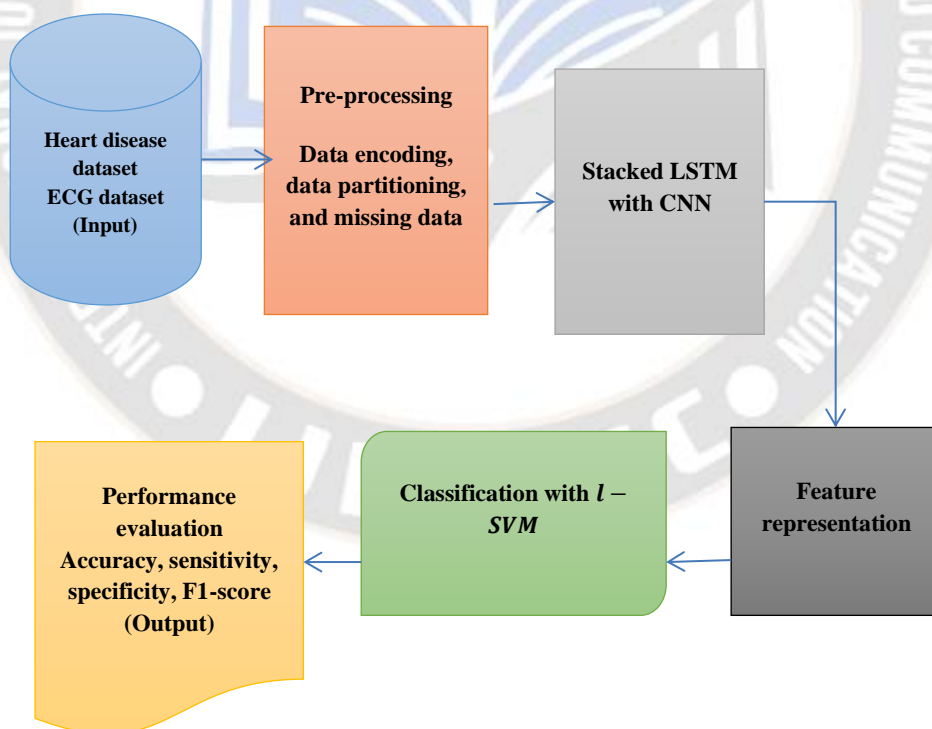 Heart disease
dataset
ECG dataset
(Input)
Pre-processing
Data encoding,
data partitioning,
and missing data
Stacked LSTM
with CNN
Feature
representation
Classification with l –
SVM
Performance
evaluation
Accuracy, sensitivity,
specificity, F1-score
(Output)